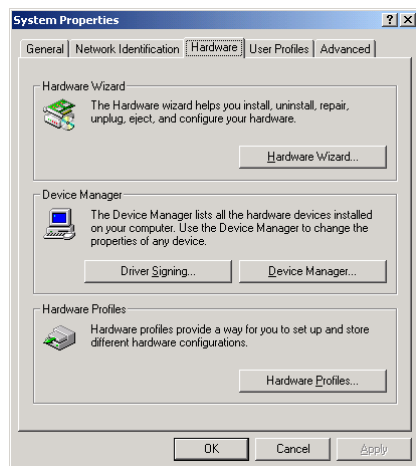 System Properties
General Network Identification Hardware User Profiles Advanced
Hardware Wizard
The Hardware wizard helps you install, uninstall, repair,
unplug, eject, and configure your hardware.
Hardware Wizard...
Device Manager
The Device Manager lists all the hardware devices installed
on your computer. Use the Device Manager to change the
properties of any device.
Driver Signing... Device Manager...
Hardware Profiles
Hardware profiles provide a way for you to set up and store
different hardware configurations.
Hardware Profiles...
OK Cancel Apply